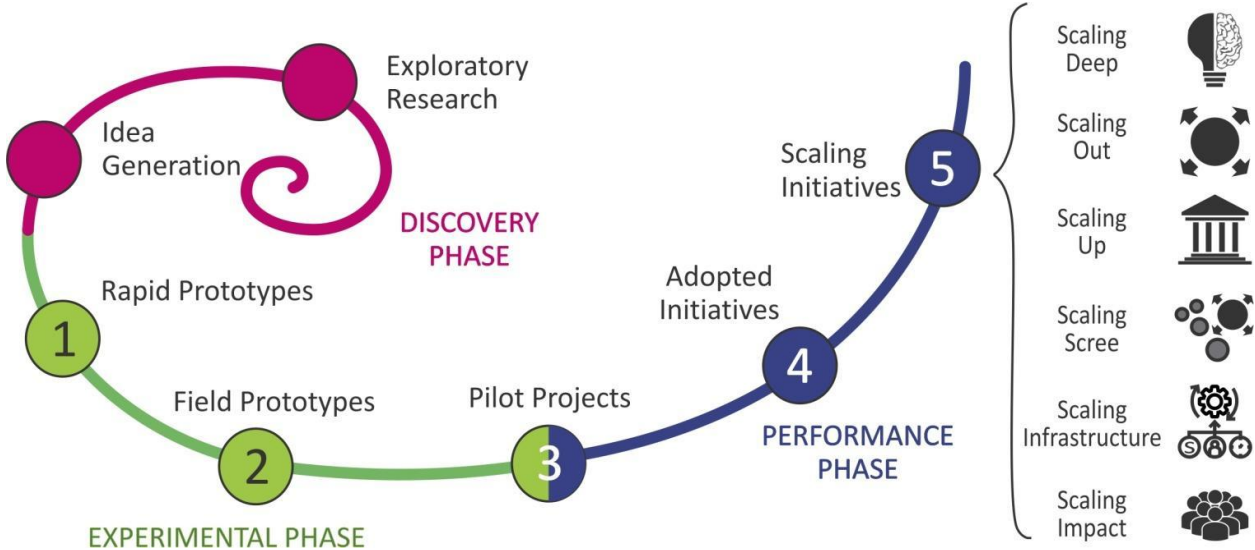 Exploratory
Research
Idea
Generation
DISCOVERY
PHASE
Rapid Prototypes
1
Field Prototypes
2
EXPERIMENTAL PHASE
Pilot Projects
3
Adopted
Initiatives
4
PERFORMANCE
PHASE
Scaling
Initiatives
5
Scaling
Deep
Scaling
Out
Scaling
Up
Scaling
Scree
Scaling
Infrastructure
S
Scaling
Impact